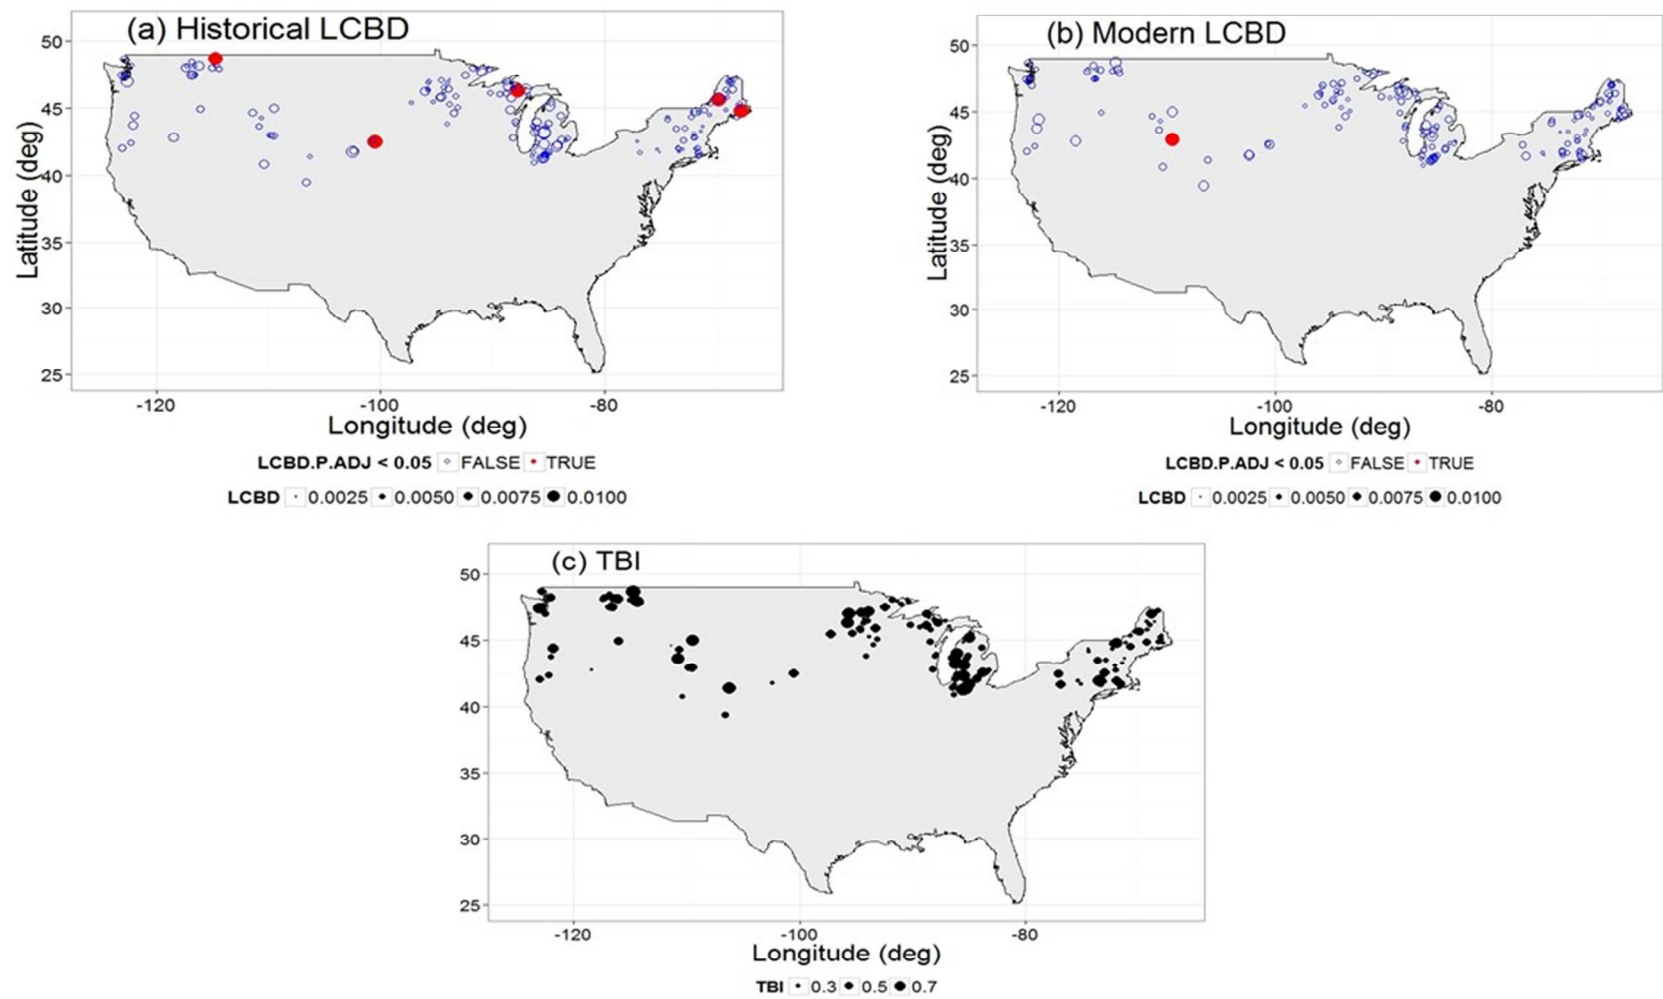 (a) Historical LCBD
50
45
40
35
30
25
Latitude (deg)
-120 -100 -80
Longitude (deg)
LCBD.P.ADJ < 0.05 FALSE TRUE
LCBD 0.0025 0.0050 0.0075 0.0100
(b) Modern LCBD
50
45
40
35
30
25
Latitude (deg)
-120 -100 -80
Longitude (deg)
LCBD.P.ADJ < 0.05 FALSE TRUE
LCBD 0.0025 0.0050 0.0075 0.0100
(c) TBI
50
45
40
35
30
25
-120 -100 -80
Longitude (deg)
TBI 0.3 0.5 0.7